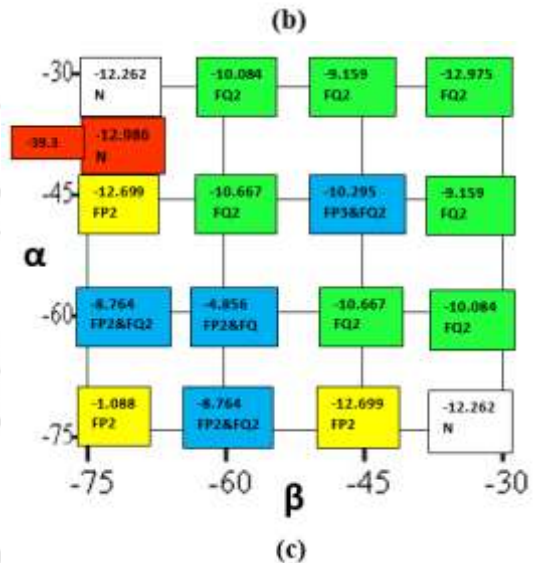 (b)
-30
-12.262
N
-10.084
FQ2
-9.159
FQ2
-12.975
FQ2
-39.3
-12.986
N
-45
-12.699
FP2
-10.667
FQ2
-10.295
FP3&FQ2
-9.159
FQ2
α
-60
-8.764
FP2&FQ2
-4.856
FP2&FQ
-10.667
FQ2
-10.084
FQ2
-75
-1.088
FP2
-8.764
FP2&FQ2
-12.699
FP2
-12.262
N
-75 -60 -45 -30
β
(c)